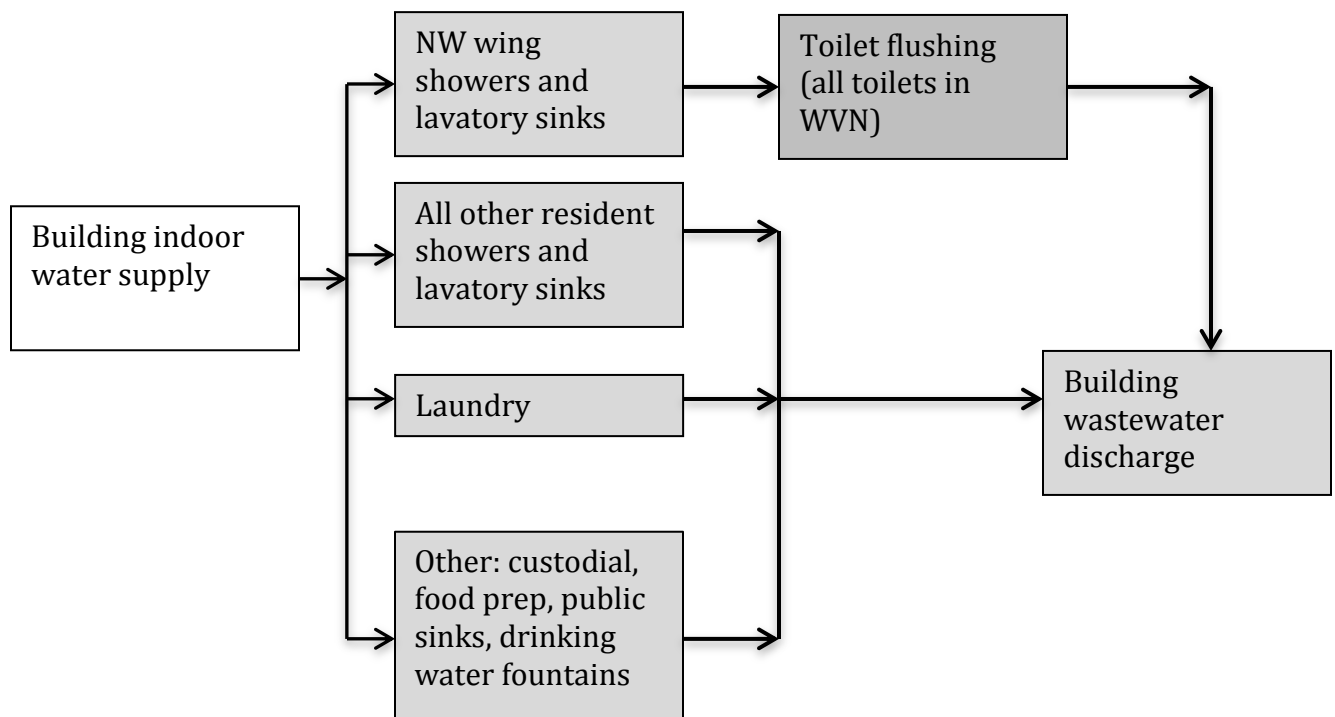 NW wing
showers and
lavatory sinks
Toilet flushing
(all toilets in
WVN)
Building indoor
water supply
All other resident
showers and
lavatory sinks
Laundry
Building
wastewater
discharge
Other: custodial,
food prep, public
sinks, drinking
water fountains